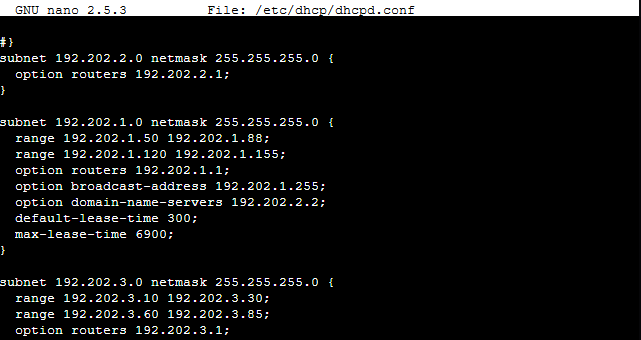 GNU nano 2.5.3 File: /etc/dhcp/dhcpd.conf
#}
subnet 192.202.2.0 netmask 255.255.255.0 {
  option routers 192.202.2.1;
}
subnet 192.202.1.0 netmask 255.255.255.0 {
  range 192.202.1.50 192.202.1.88;
  range 192.202.1.120 192.202.1.155;
  option routers 192.202.1.1;
  option broadcast-address 192.202.1.255;
  option domain-name-servers 192.202.2.2;
  default-lease-time 300;
  max-lease-time 6900;
}
subnet 192.202.3.0 netmask 255.255.255.0 {
  range 192.202.3.10 192.202.3.30;
  range 192.202.3.60 192.202.3.85;
  option routers 192.202.3.1;